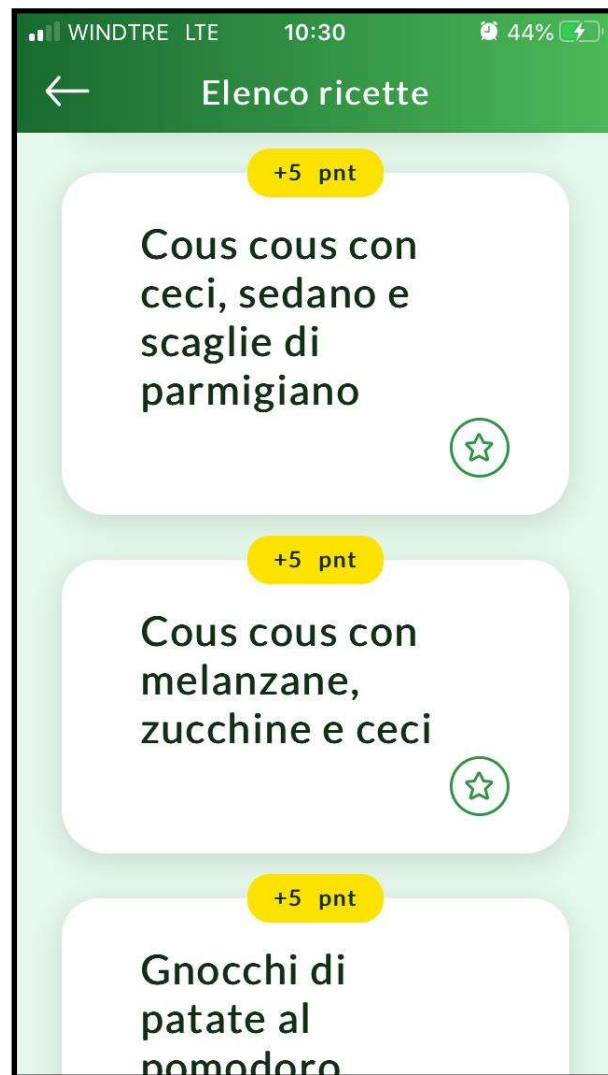 WINDTRE LTE 10:30 44%
Elenco ricette
+5 pnt
Cous cous con
ceci, sedano e
scaglie di
parmigiano
+5 pnt
Cous cous con
melanzane,
zucchine e ceci
+5 pnt
Gnocchi di
patate al
pomodoro